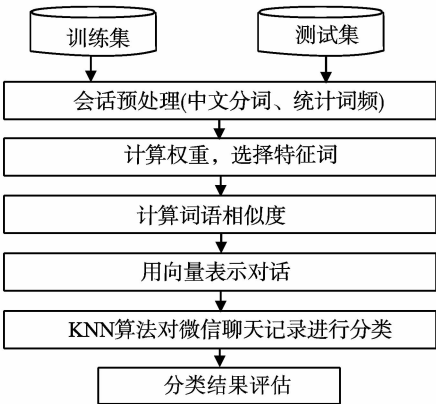 训练集
测试集
会话预处理(中文分词、统计词频)
计算权重，选择特征词
计算词语相似度
用向量表示对话
KNN算法对微信聊天记录进行分类
分类结果评估